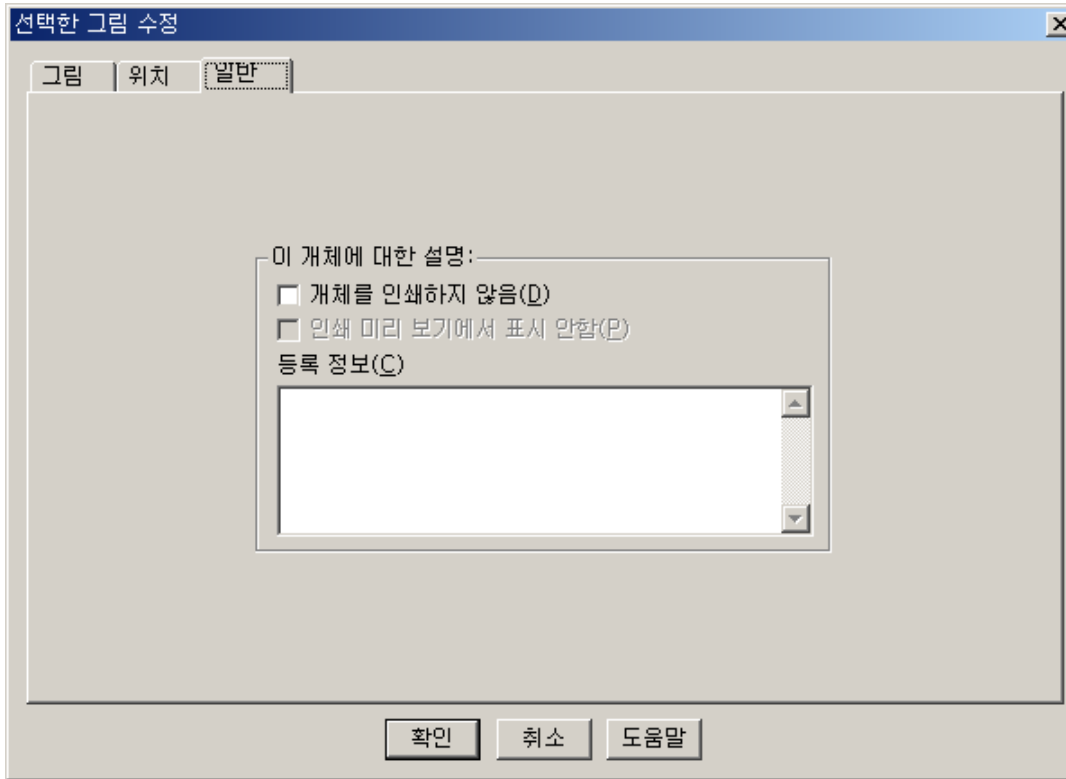 선택한 그림 수정
그림 위치 일반
이 개체에 대한 설명:
개체를 인쇄하지 않음(D)
인쇄 미리 보기에서 표시 안함(P)
등록 정보(C)
확인 취소 도움말